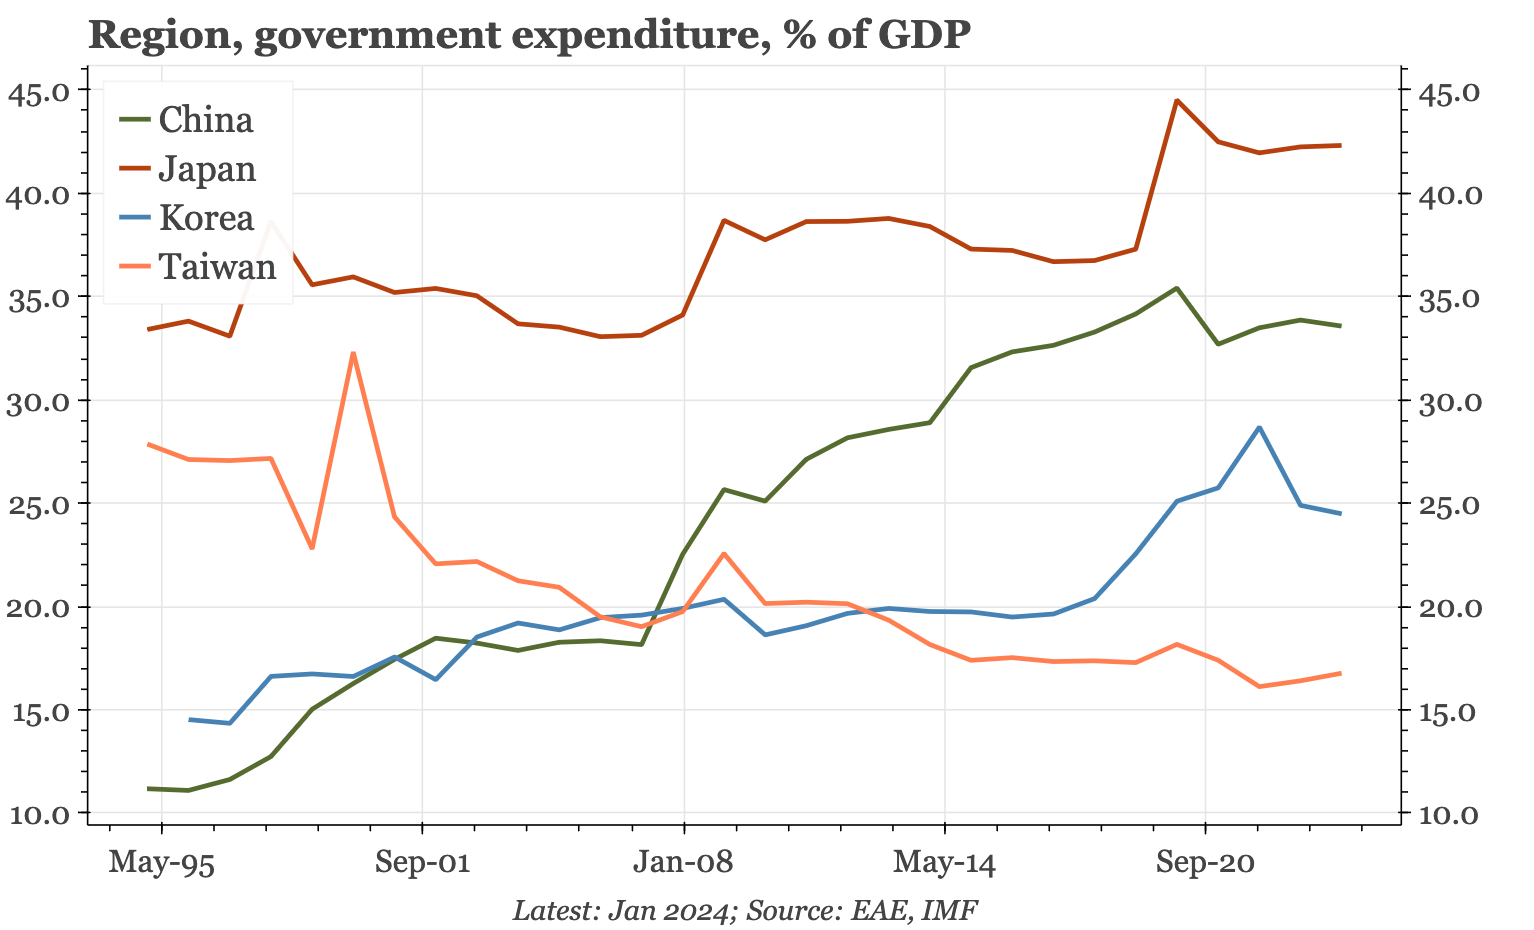 Region, government expenditure, % of GDP
45.0 45.0
China
Japan
40.0 40.0
Korea
Taiwan
35.0 35.0
30.0 30.0
25.0 25.0
20.0 20.0
15.0 15.0
10.0 10.0
May-95 Sep-01 Jan-08 May-14 Sep-20
Latest: Jan 2024; Source: EAE, IMF